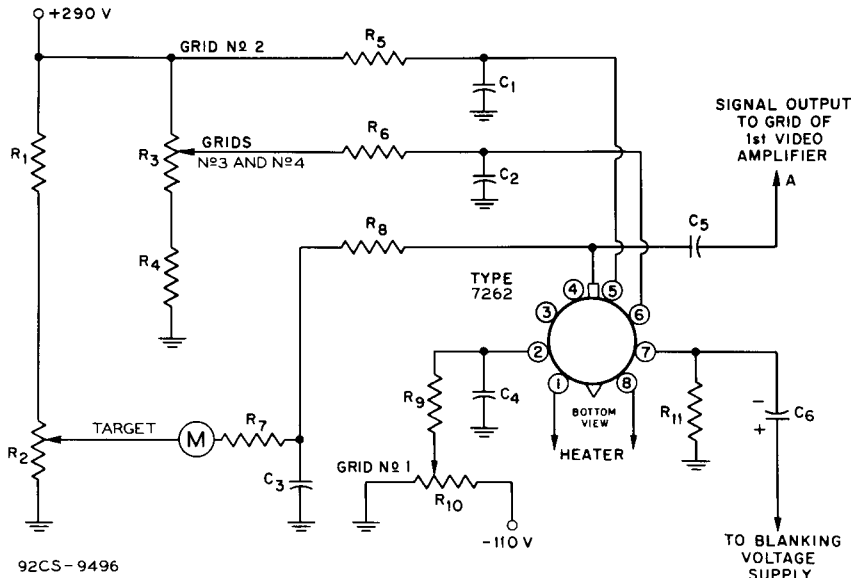 +290 V
GRID Nº 2
R5
C1
SIGNAL OUTPUT
TO GRID OF
1st VIDEO
AMPLIFIER
A
R1
R3
GRIDS
Nº3 AND Nº4
R6
C2
R8
C5
R4
TYPE
7262
4
5
3
6
2
7
1
8
BOTTOM
VIEW
HEATER
R9
C4
R11
C6
−
+
R2
TARGET
M
R7
C3
GRID Nº 1
R10
-110 V
TO BLANKING
VOLTAGE
SUPPLY
92CS-9496